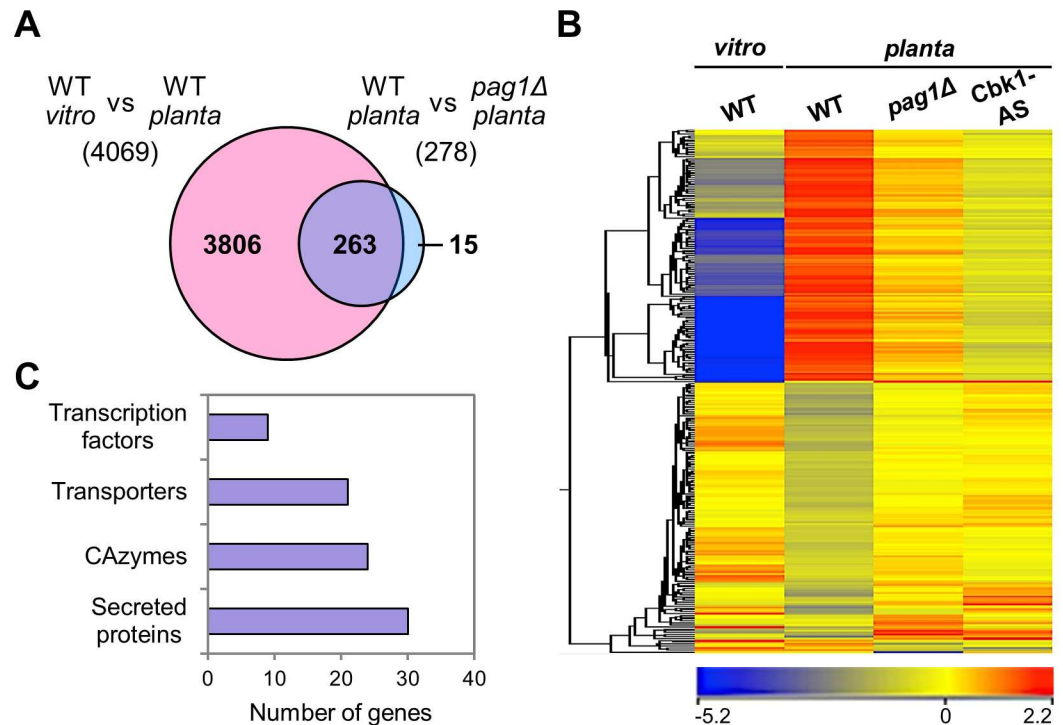 A
WT vitro vs WT planta
(4069)
WT planta vs pag1Δ planta
(278)
3806
263
15
B
vitro
planta
WT
WT
pag1Δ
Cbk1-AS
-5.2
0
2.2
C
Transcription
factors
Transporters
CAzymes
Secreted
proteins
0
10
20
30
40
Number of genes